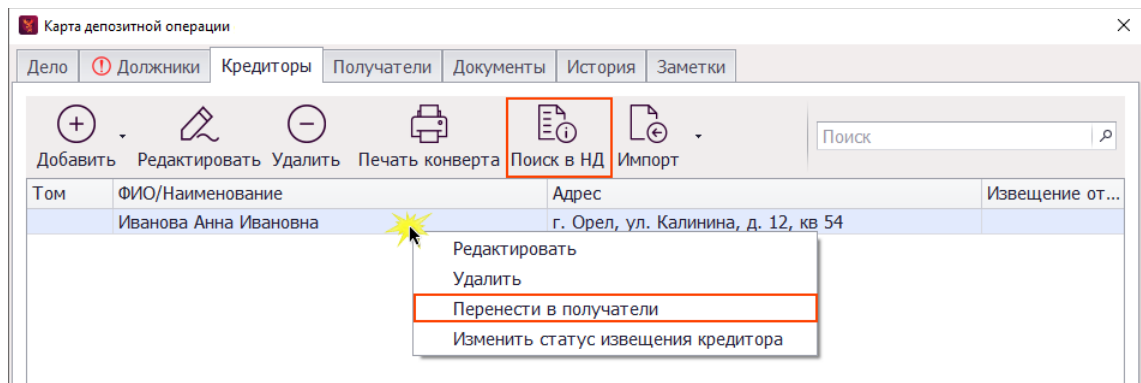 Карта депозитной операции
Дело Должники Кредиторы Получатели Документы История Заметки
Добавить Редактировать Удалить Печать конверта Поиск в НД Импорт Поиск
Том ФИО/Наименование Адрес Извещение от...
Иванова Анна Ивановна г. Орел, ул. Калинина, д. 12, кв 54
Редактировать
Удалить
Перенести в получатели
Изменить статус извещения кредитора